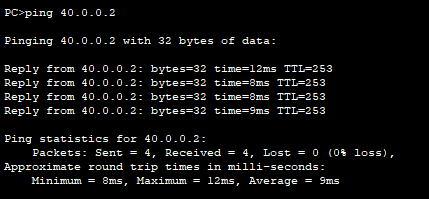 PC>ping 40.0.0.2
Pinging 40.0.0.2 with 32 bytes of data:
Reply from 40.0.0.2: bytes=32 time=12ms TTL=253
Reply from 40.0.0.2: bytes=32 time=8ms TTL=253
Reply from 40.0.0.2: bytes=32 time=8ms TTL=253
Reply from 40.0.0.2: bytes=32 time=9ms TTL=253
Ping statistics for 40.0.0.2:
    Packets: Sent = 4, Received = 4, Lost = 0 (0% loss),
Approximate round trip times in milli-seconds:
    Minimum = 8ms, Maximum = 12ms, Average = 9ms